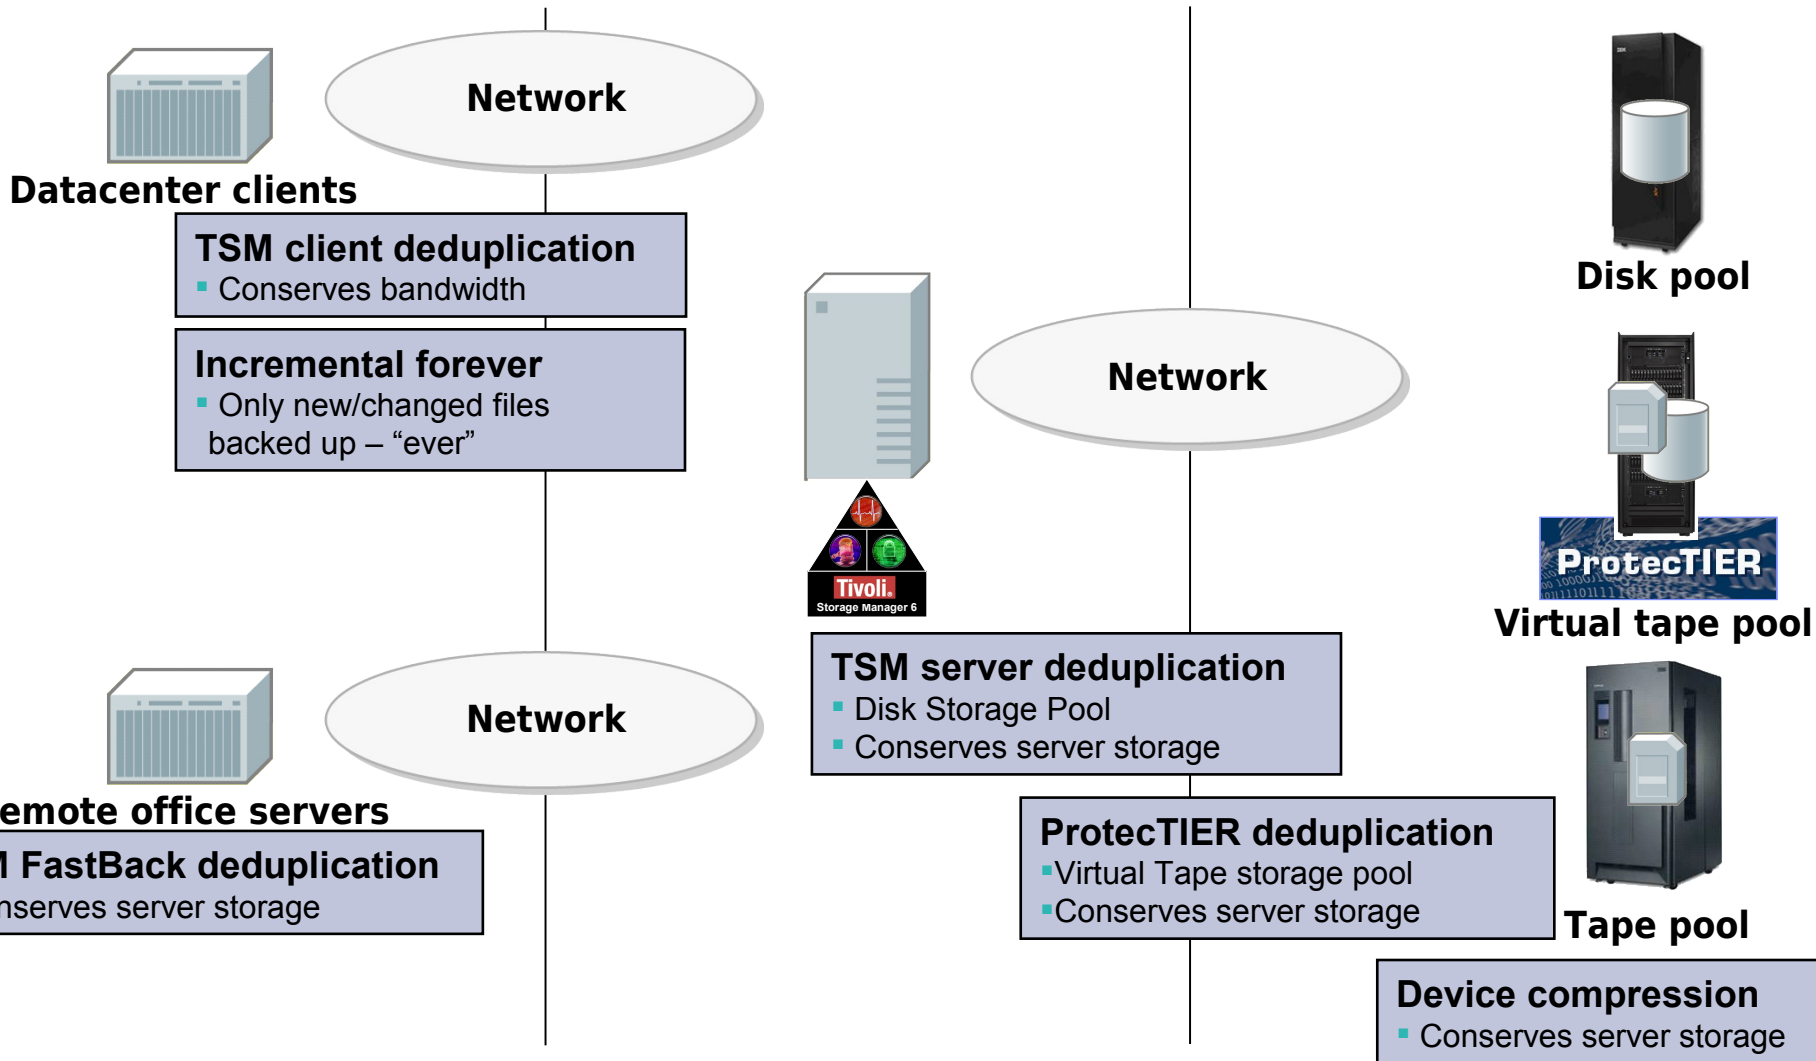 Network
Datacenter clients
TSM client deduplication
▪ Conserves bandwidth
Incremental forever
▪ Only new/changed files
backed up – “ever”
Network
Disk pool
ProtecTIER
Virtual tape pool
Tivoli®
Storage Manager 6
Network
emote office servers
M FastBack deduplication
nserves server storage
TSM server deduplication
▪ Disk Storage Pool
▪ Conserves server storage
ProtecTIER deduplication
▪Virtual Tape storage pool
▪Conserves server storage
Tape pool
Device compression
▪ Conserves server storage